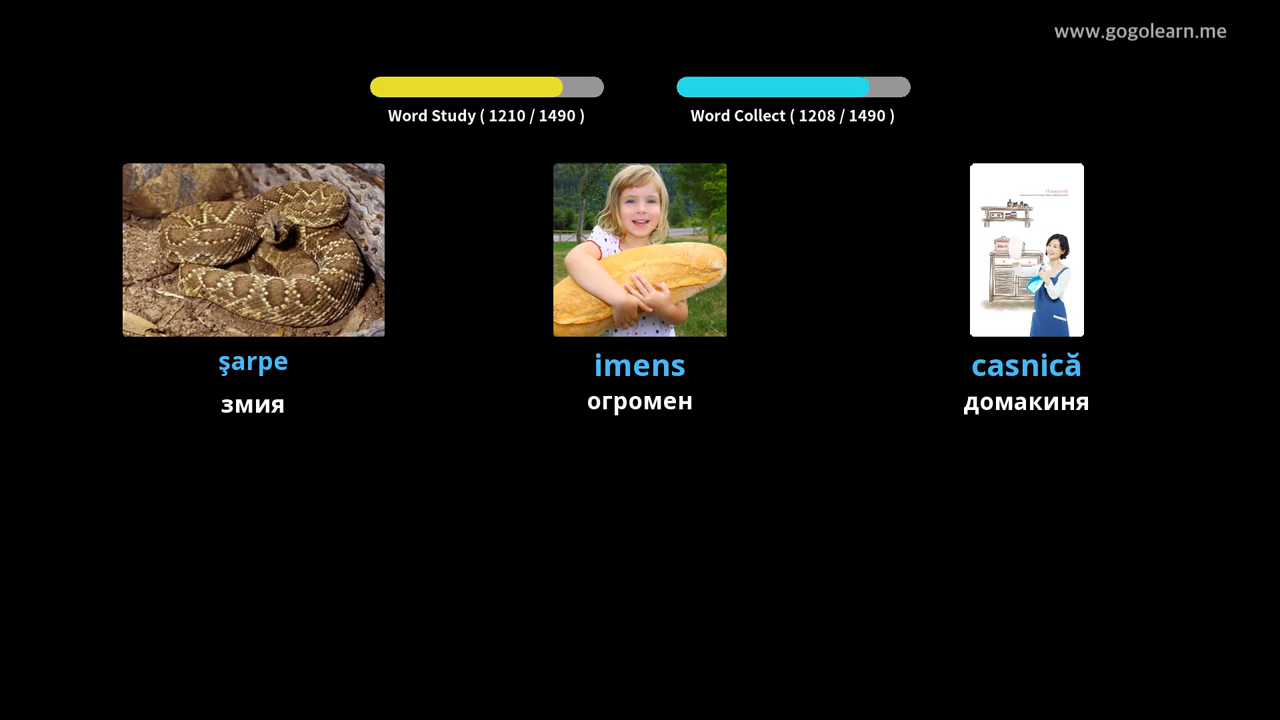 www.gogolearn.me
Word Study ( 1210 / 1490 )
Word Collect ( 1208 / 1490 )
şarpe
змия
imens
огромен
casnică
домакиня